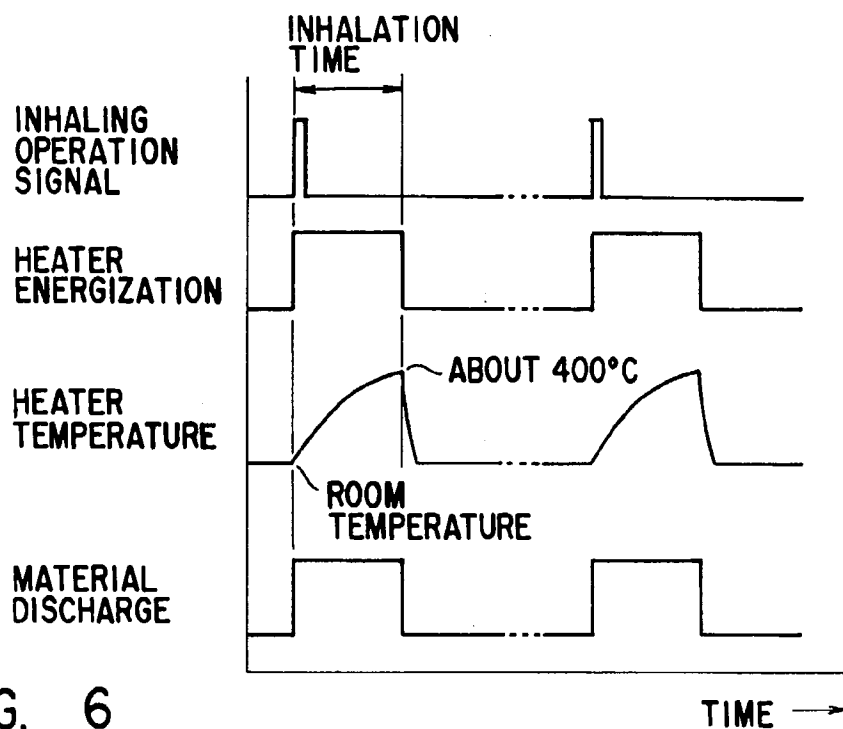 INHALATION
TIME
INHALING
OPERATION
SIGNAL
HEATER
ENERGIZATION
ABOUT 400°C
HEATER
TEMPERATURE
ROOM
TEMPERATURE
MATERIAL
DISCHARGE
G. 6
TIME